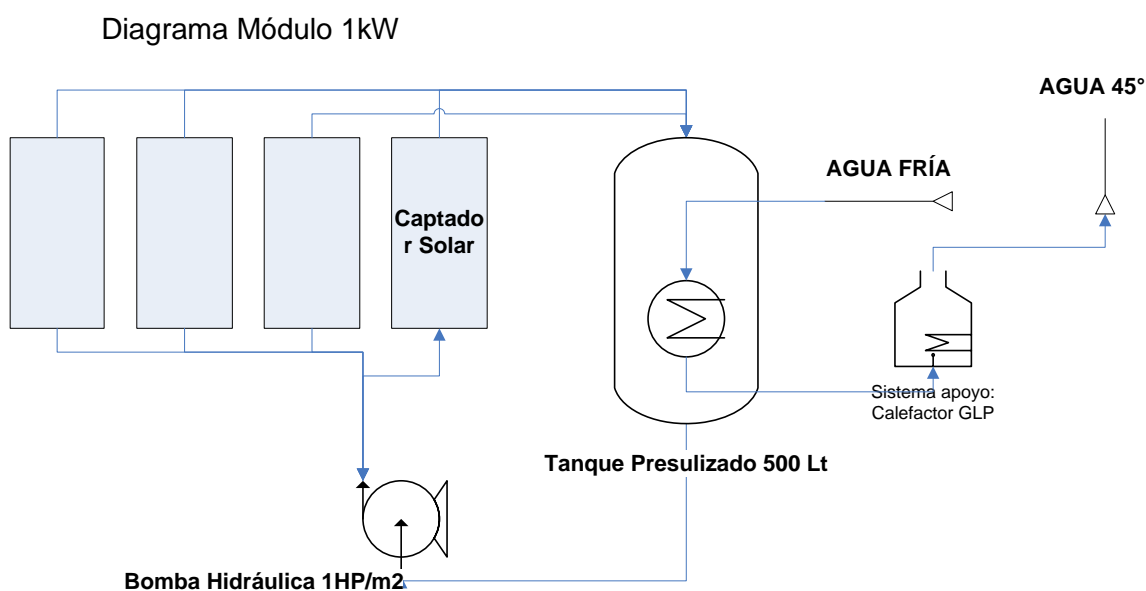 Diagrama Módulo 1kW
AGUA 45°
AGUA FRÍA
Captado
r Solar
Sistema apoyo:
Calefactor GLP
Tanque Presulizado 500 Lt
Bomba Hidráulica 1HP/m2